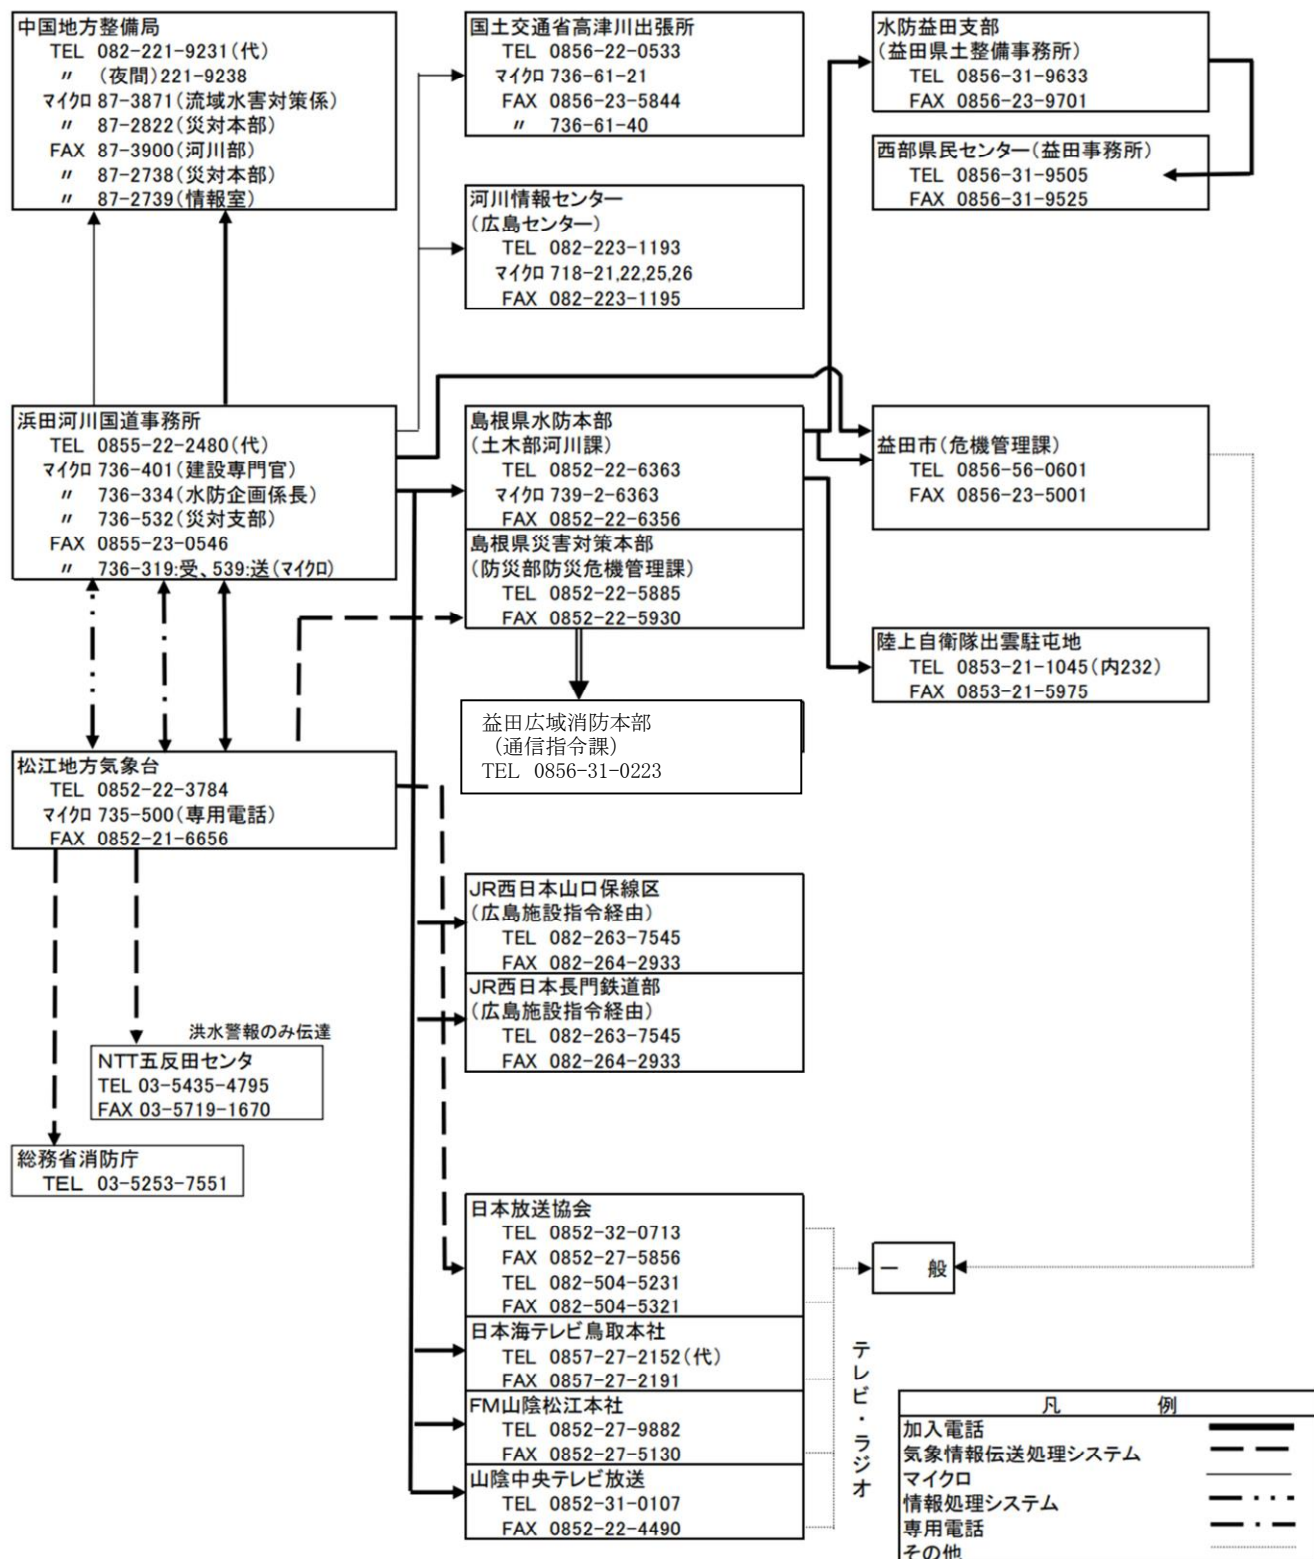 中国地方整備局
TEL 082-221-9231(代)
〃 (夜間)221-9238
マイクロ 87-3871(流域水害対策係)
〃 87-2822(災対本部)
FAX 87-3900(河川部)
〃 87-2738(災対本部)
〃 87-2739(情報室)
国土交通省高津川出張所
TEL 0856-22-0533
マイクロ 736-61-21
FAX 0856-23-5844
〃 736-61-40
河川情報センター
(広島センター)
TEL 082-223-1193
マイクロ 718-21,22,25,26
FAX 082-223-1195
水防益田支部
(益田県土整備事務所)
TEL 0856-31-9633
FAX 0856-23-9701
西部県民センター(益田事務所)
TEL 0856-31-9505
FAX 0856-31-9525
浜田河川国道事務所
TEL 0855-22-2480(代)
マイクロ 736-401(建設専門官)
〃 736-334(水防企画係長)
〃 736-532(災対支部)
FAX 0855-23-0546
〃 736-319:受、539:送(マイクロ)
島根県水防本部
(土木部河川課)
TEL 0852-22-6363
マイクロ 739-2-6363
FAX 0852-22-6356
島根県災害対策本部
(防災部防災危機管理課)
TEL 0852-22-5885
FAX 0852-22-5930
益田市(危機管理課)
TEL 0856-56-0601
FAX 0856-23-5001
陸上自衛隊出雲駐屯地
TEL 0853-21-1045(内232)
FAX 0853-21-5975
益田広域消防本部
(通信指令課)
TEL 0856-31-0223
松江地方気象台
TEL 0852-22-3784
マイクロ 735-500(専用電話)
FAX 0852-21-6656
JR西日本山口保線区
(広島施設指令経由)
TEL 082-263-7545
FAX 082-264-2933
JR西日本長門鉄道部
(広島施設指令経由)
TEL 082-263-7545
FAX 082-264-2933
洪水警報のみ伝達
NTT五反田センタ
TEL 03-5435-4795
FAX 03-5719-1670
総務省消防庁
TEL 03-5253-7551
日本放送協会
TEL 0852-32-0713
FAX 0852-27-5856
TEL 082-504-5231
FAX 082-504-5321
日本海テレビ鳥取本社
TEL 0857-27-2152(代)
FAX 0857-27-2191
FM山陰松江本社
TEL 0852-27-9882
FAX 0852-27-5130
山陰中央テレビ放送
TEL 0852-31-0107
FAX 0852-22-4490
一 般
テレビ・ラジオ
凡 例
加入電話
気象情報伝送処理システム
マイクロ
情報処理システム
専用電話
その他